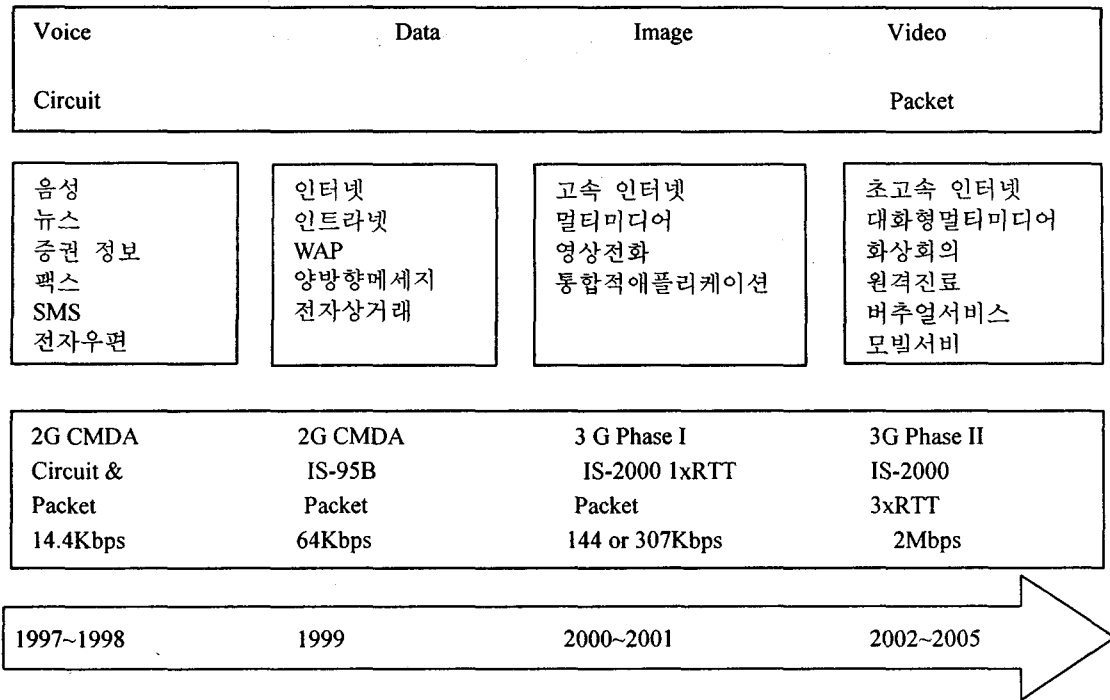 Voice Data Image Video
Circuit Packet
음성
뉴스
증권 정보
팩스
SMS
전자우편
인터넷
인트라넷
WAP
양방향메세지
전자상거래
고속 인터넷
멀티미디어
영상전화
통합적애플리케이션
초고속 인터넷
대화형멀티미디어
화상회의
원격진료
버추얼서비스
모빌서비
2G CMDA
Circuit &
Packet
14.4Kbps
2G CMDA
IS-95B
Packet
64Kbps
3 G Phase I
IS-2000 1xRTT
Packet
144 or 307Kbps
3G Phase II
IS-2000
3xRTT
2Mbps
1997~1998 1999 2000~2001 2002~2005